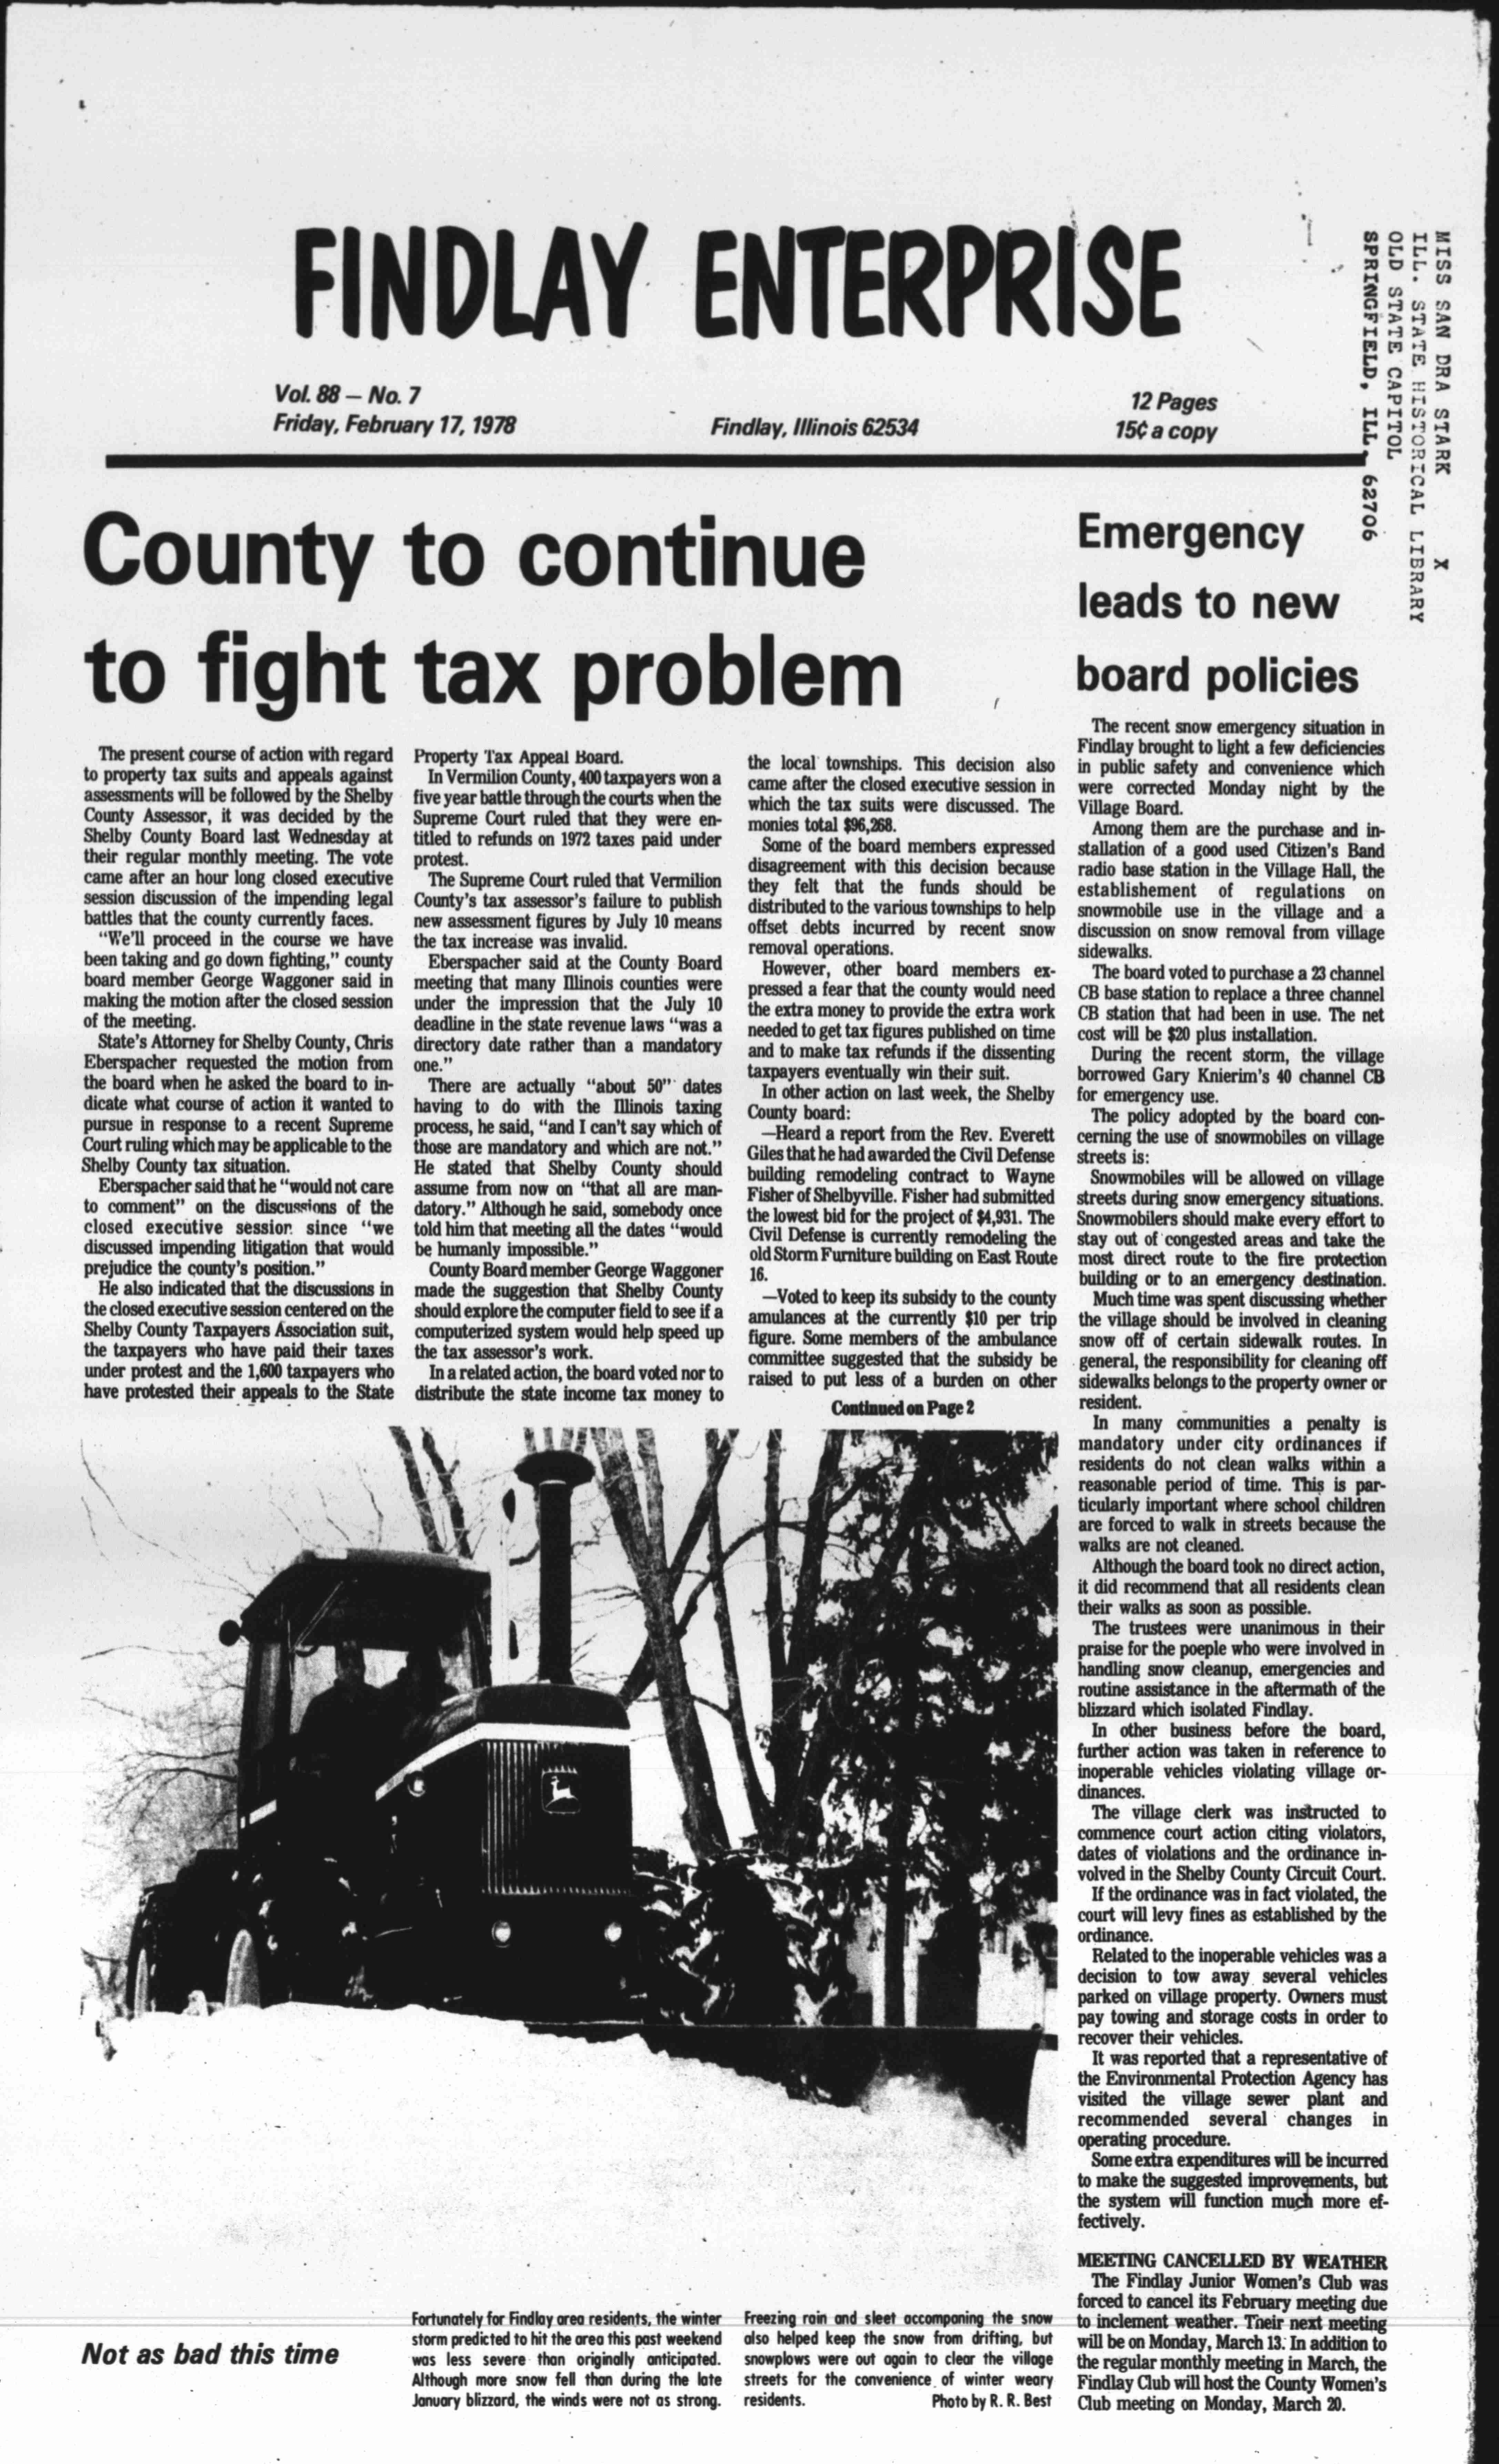 FINDLAY ENTERPRISE
MISS SAN DRA STARK X
ILL. STATE HISTORICAL LIBRARY
OLD STATE CAPITOL
SPRINGFIELD, ILL. 62706
Vol. 88 — No. 7
Friday, February 17, 1978
Findlay, Illinois 62534
12 Pages
15¢ a copy
County to continue
to fight tax problem
The present course of action with regard
to property tax suits and appeals against
assessments will be followed by the Shelby
County Assessor, it was decided by the
Shelby County Board last Wednesday at
their regular monthly meeting. The vote
came after an hour long closed executive
session discussion of the impending legal
battles that the county currently faces.
"We'll proceed in the course we have
been taking and go down fighting," county
board member George Waggoner said in
making the motion after the closed session
of the meeting.
State's Attorney for Shelby County, Chris
Eberspacher requested the motion from
the board when he asked the board to in-
dicate what course of action it wanted to
pursue in response to a recent Supreme
Court ruling which may be applicable to the
Shelby County tax situation.
Eberspacher said that he "would not care
to comment" on the discussions of the
closed executive session since "we
discussed impending litigation that would
prejudice the county's position."
He also indicated that the discussions in
the closed executive session centered on the
Shelby County Taxpayers Association suit,
the taxpayers who have paid their taxes
under protest and the 1,600 taxpayers who
have protested their appeals to the State
Property Tax Appeal Board.
In Vermilion County, 400 taxpayers won a
five year battle through the courts when the
Supreme Court ruled that they were en-
titled to refunds on 1972 taxes paid under
protest.
The Supreme Court ruled that Vermilion
County's tax assessor's failure to publish
new assessment figures by July 10 means
the tax increase was invalid.
Eberspacher said at the County Board
meeting that many Illinois counties were
under the impression that the July 10
deadline in the state revenue laws "was a
directory date rather than a mandatory
one."
There are actually "about 50" dates
having to do with the Illinois taxing
process, he said, "and I can't say which of
those are mandatory and which are not."
He stated that Shelby County should
assume from now on "that all are man-
datory." Although he said, somebody once
told him that meeting all the dates "would
be humanly impossible."
County Board member George Waggoner
made the suggestion that Shelby County
should explore the computer field to see if a
computerized system would help speed up
the tax assessor's work.
In a related action, the board voted nor to
distribute the state income tax money to
the local townships. This decision also
came after the closed executive session in
which the tax suits were discussed. The
monies total $96,268.
Some of the board members expressed
disagreement with this decision because
they felt that the funds should be
distributed to the various townships to help
offset debts incurred by recent snow
removal operations.
However, other board members ex-
pressed a fear that the county would need
the extra money to provide the extra work
needed to get tax figures published on time
and to make tax refunds if the dissenting
taxpayers eventually win their suit.
In other action on last week, the Shelby
County board:
—Heard a report from the Rev. Everett
Giles that he had awarded the Civil Defense
building remodeling contract to Wayne
Fisher of Shelbyville. Fisher had submitted
the lowest bid for the project of $4,931. The
Civil Defense is currently remodeling the
old Storm Furniture building on East Route
16.
—Voted to keep its subsidy to the county
amulances at the currently $10 per trip
figure. Some members of the ambulance
committee suggested that the subsidy be
raised to put less of a burden on other
Continued on Page 2
Emergency
leads to new
board policies
The recent snow emergency situation in
Findlay brought to light a few deficiencies
in public safety and convenience which
were corrected Monday night by the
Village Board.
Among them are the purchase and in-
stallation of a good used Citizen's Band
radio base station in the Village Hall, the
establishement of regulations on
snowmobile use in the village and a
discussion on snow removal from village
sidewalks.
The board voted to purchase a 23 channel
CB base station to replace a three channel
CB station that had been in use. The net
cost will be $20 plus installation.
During the recent storm, the village
borrowed Gary Knierim's 40 channel CB
for emergency use.
The policy adopted by the board con-
cerning the use of snowmobiles on village
streets is:
Snowmobiles will be allowed on village
streets during snow emergency situations.
Snowmobilers should make every effort to
stay out of congested areas and take the
most direct route to the fire protection
building or to an emergency destination.
Much time was spent discussing whether
the village should be involved in cleaning
snow off of certain sidewalk routes. In
general, the responsibility for cleaning off
sidewalks belongs to the property owner or
resident.
In many communities a penalty is
mandatory under city ordinances if
residents do not clean walks within a
reasonable period of time. This is par-
ticularly important where school children
are forced to walk in streets because the
walks are not cleaned.
Although the board took no direct action,
it did recommend that all residents clean
their walks as soon as possible.
The trustees were unanimous in their
praise for the poeple who were involved in
handling snow cleanup, emergencies and
routine assistance in the aftermath of the
blizzard which isolated Findlay.
In other business before the board,
further action was taken in reference to
inoperable vehicles violating village or-
dinances.
The village clerk was instructed to
commence court action citing violators,
dates of violations and the ordinance in-
volved in the Shelby County Circuit Court.
If the ordinance was in fact violated, the
court will levy fines as established by the
ordinance.
Related to the inoperable vehicles was a
decision to tow away several vehicles
parked on village property. Owners must
pay towing and storage costs in order to
recover their vehicles.
It was reported that a representative of
the Environmental Protection Agency has
visited the village sewer plant and
recommended several changes in
operating procedure.
Some extra expenditures will be incurred
to make the suggested improvements, but
the system will function much more ef-
fectively.
MEETING CANCELLED BY WEATHER
The Findlay Junior Women's Club was
forced to cancel its February meeting due
to inclement weather. Their next meeting
will be on Monday, March 13. In addition to
the regular monthly meeting in March, the
Findlay Club will host the County Women's
Club meeting on Monday, March 20.
Not as bad this time
Fortunately for Findlay area residents, the winter
storm predicted to hit the area this past weekend
was less severe than originally anticipated.
Although more snow fell than during the late
January blizzard, the winds were not as strong.
Freezing rain and sleet accompaning the snow
also helped keep the snow from drifting, but
snowplows were out again to clear the village
streets for the convenience of winter weary
residents. Photo by R. R. Best